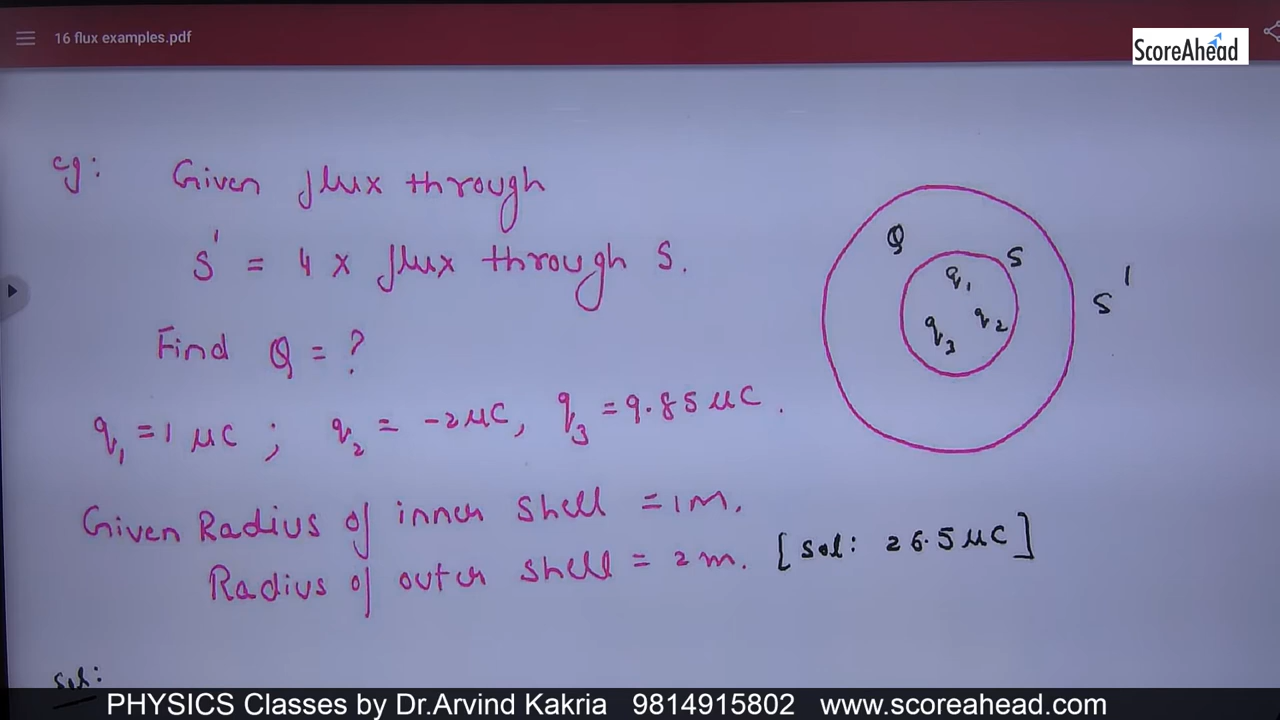 16 flux examples.pdf
ScoreAhead
eg: Given flux through
S' = 4 x flux through S.
Find Q = ?
q1 = 1 μC ; q2 = -2μC, q3 = 9.85 μC .
Given Radius of inner shell = 1m.
Radius of outer shell = 2 m. [Sol: 26.5 μC]
Q
S
q1
q2
q3
S'
Sol:
PHYSICS Classes by Dr.Arvind Kakria 9814915802 www.scoreahead.com